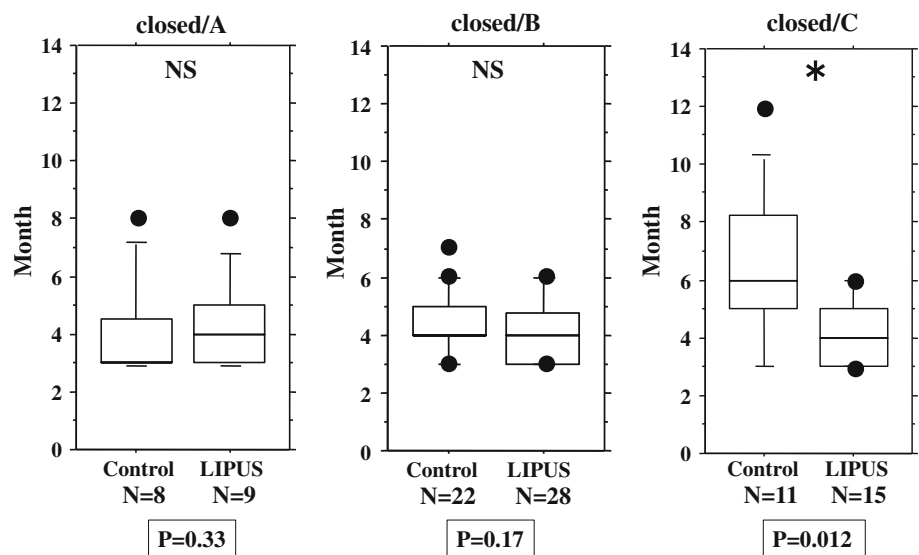 closed/A
14
NS
12
10
8
6
4
2
0
Month
Control LIPUS
N=8 N=9
P=0.33
closed/B
14
NS
12
10
8
6
4
2
0
Month
Control LIPUS
N=22 N=28
P=0.17
closed/C
14
*
12
10
8
6
4
2
0
Month
Control LIPUS
N=11 N=15
P=0.012